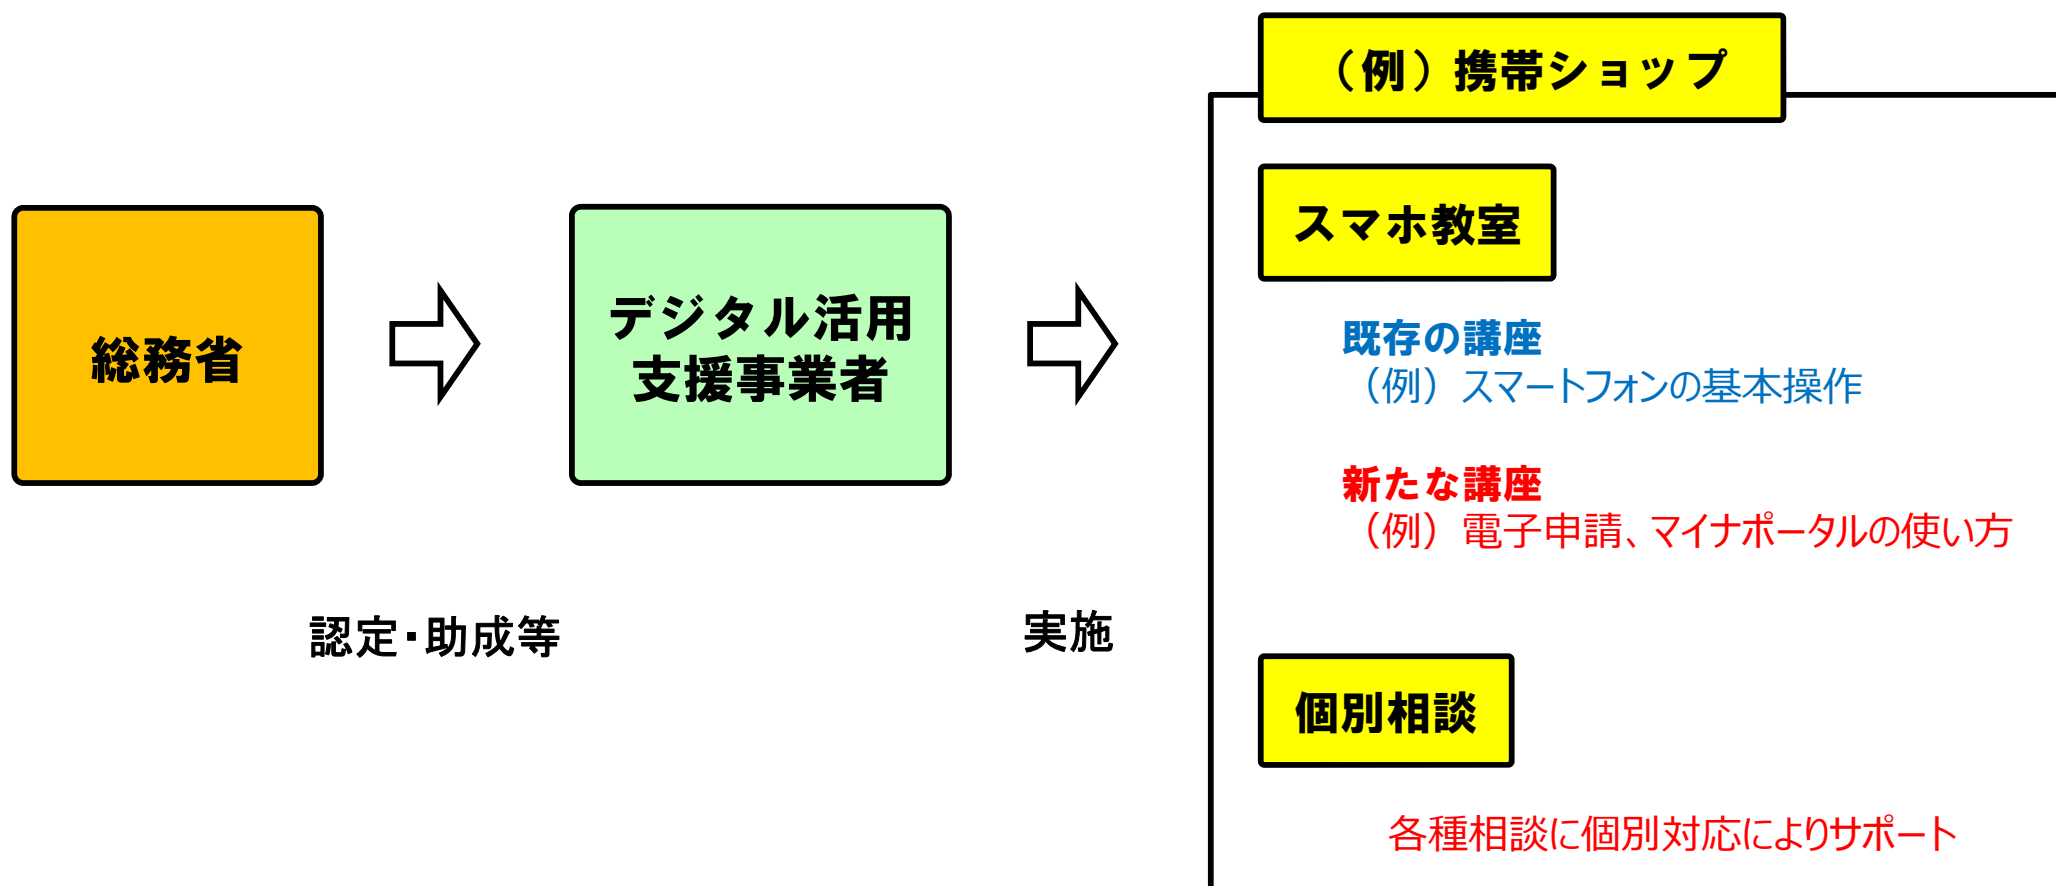 総務省
認定・助成等
デジタル活用
支援事業者
実施
（例）携帯ショップ
スマホ教室
既存の講座
（例）スマートフォンの基本操作
新たな講座
（例）電子申請、マイナポータルの使い方
個別相談
各種相談に個別対応によりサポート